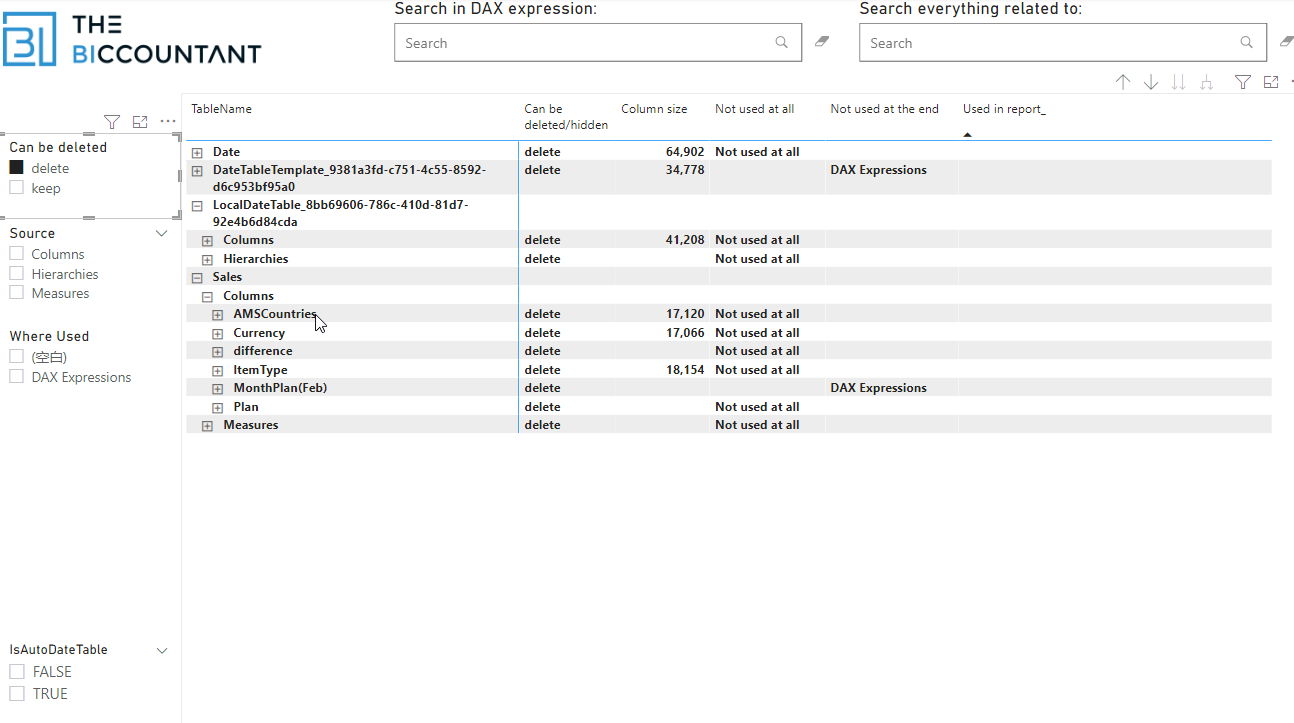 THE
BICCOUNTANT
Search in DAX expression:
Search everything related to:
Search
Search
TableName
Can be
deleted/hidden
Column size
Not used at all
Not used at the end
Used in report_
Can be deleted
delete
keep
Source
Columns
Hierarchies
Measures
Where Used
(空白)
DAX Expressions
IsAutoDateTable
FALSE
TRUE
Date delete 64,902 Not used at all
DateTableTemplate_9381a3fd-c751-4c55-8592- delete 34,778 DAX Expressions
d6c953bf95a0
LocalDateTable_8bb69606-786c-410d-81d7-
92e4b6d84cda
Columns delete 41,208 Not used at all
Hierarchies delete Not used at all
Sales
Columns
AMSCountries delete 17,120 Not used at all
Currency delete 17,066 Not used at all
difference delete Not used at all
ItemType delete 18,154 Not used at all
MonthPlan(Feb) delete DAX Expressions
Plan delete Not used at all
Measures delete Not used at all